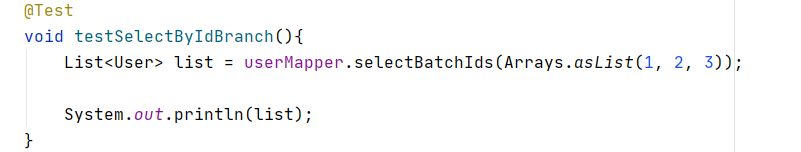 @Test
void testSelectByIdBranch(){
    List<User> list = userMapper.selectBatchIds(Arrays.asList(1, 2, 3));
    System.out.println(list);
}